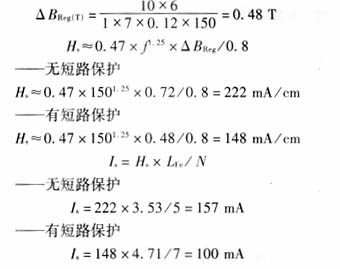 ΔB_Reg(T) = 10×6 / 1×7×0.12×150 = 0.48 T
H_s≈0.47×f^1.25×ΔB_Reg/0.8
——无短路保护
H_s≈0.47×150^1.25×0.72/0.8=222 mA/cm
——有短路保护
H_s≈0.47×150^1.25×0.48/0.8=148 mA/cm
I_s=H_s×L_Fe/N
——无短路保护
I_s=222×3.53/5=157 mA
——有短路保护
I_s=148×4.71/7=100 mA